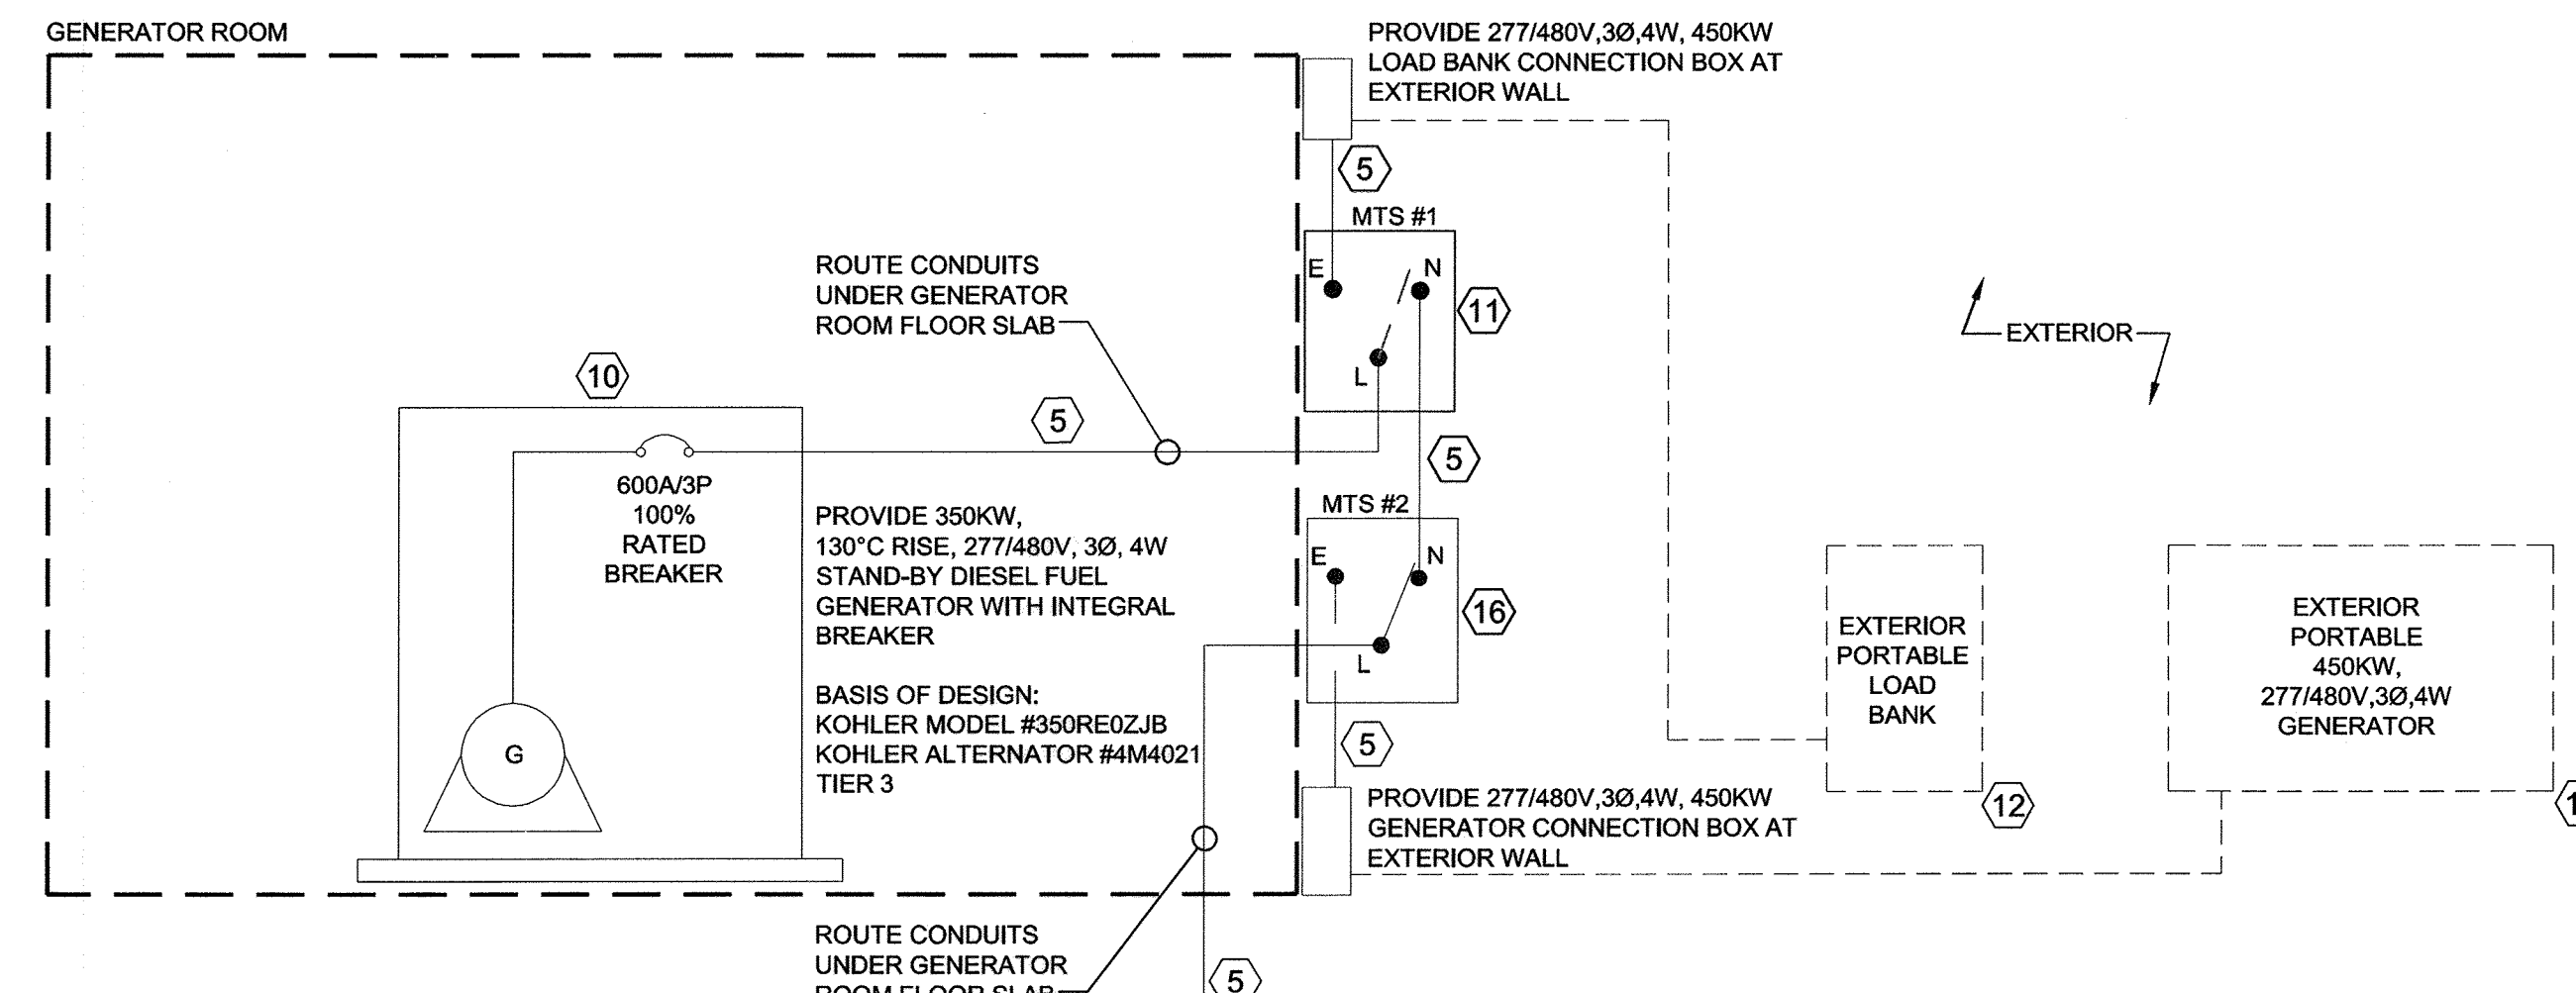 GENERATOR ROOM
PROVIDE 277/480V,3Ø,4W, 450KW
LOAD BANK CONNECTION BOX AT
EXTERIOR WALL
5
MTS #1
E
N
L
11
ROUTE CONDUITS
UNDER GENERATOR
ROOM FLOOR SLAB
EXTERIOR
10
5
5
600A/3P
100%
RATED
BREAKER
PROVIDE 350KW,
130°C RISE, 277/480V, 3Ø, 4W
STAND-BY DIESEL FUEL
GENERATOR WITH INTEGRAL
BREAKER
BASIS OF DESIGN:
KOHLER MODEL #350RE0ZJB
KOHLER ALTERNATOR #4M4021
TIER 3
G
MTS #2
E
N
L
16
5
EXTERIOR
PORTABLE
LOAD
BANK
12
EXTERIOR
PORTABLE
450KW,
277/480V,3Ø,4W
GENERATOR
PROVIDE 277/480V,3Ø,4W, 450KW
GENERATOR CONNECTION BOX AT
EXTERIOR WALL
ROUTE CONDUITS
UNDER GENERATOR
ROOM FLOOR SLAB
5